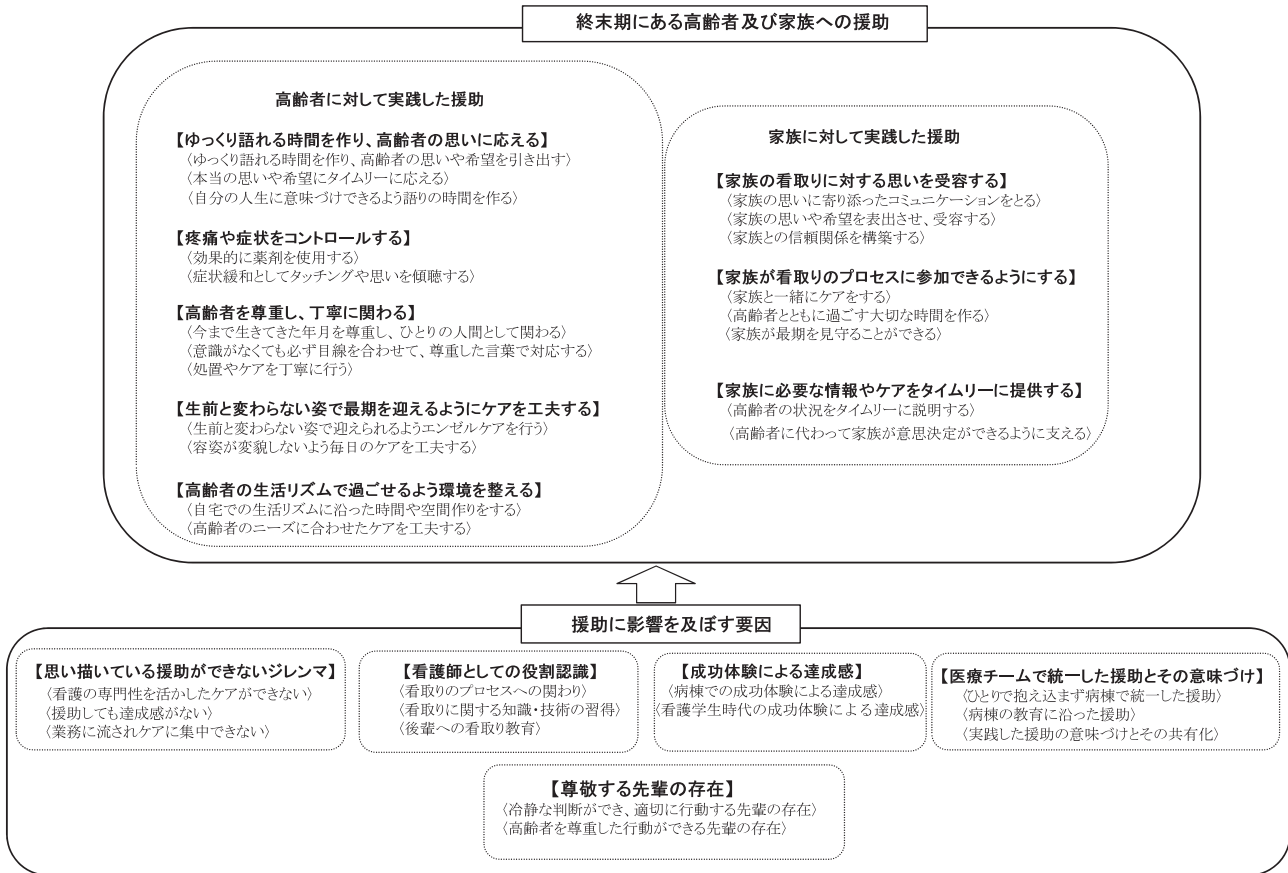 終末期にある高齢者及び家族への援助
高齢者に対して実践した援助
【ゆっくり語れる時間を作り、高齢者の思いに応える】
〈ゆっくり語れる時間を作り、高齢者の思いや希望を引き出す〉
〈本当の思いや希望にタイムリーに応える〉
〈自分の人生に意味づけできるよう語りの時間を作る〉
【疼痛や症状をコントロールする】
〈効果的に薬剤を使用する〉
〈症状緩和としてタッチングや思いを傾聴する〉
【高齢者を尊重し、丁寧に関わる】
〈今まで生きてきた年月を尊重し、ひとりの人間として関わる〉
〈意識がなくても必ず目線を合わせて、尊重した言葉で対応する〉
〈処置やケアを丁寧に行う〉
【生前と変わらない姿で最期を迎えるようにケアを工夫する】
〈生前と変わらない姿で迎えられるようエンゼルケアを行う〉
〈容姿が変貌しないよう毎日のケアを工夫する〉
【高齢者の生活リズムで過ごせるよう環境を整える】
〈自宅での生活リズムに沿った時間や空間作りをする〉
〈高齢者のニーズに合わせたケアを工夫する〉
家族に対して実践した援助
【家族の看取りに対する思いを受容する】
〈家族の思いに寄り添ったコミュニケーションをとる〉
〈家族の思いや希望を表出させ、受容する〉
〈家族との信頼関係を構築する〉
【家族が看取りのプロセスに参加できるようにする】
〈家族と一緒にケアをする〉
〈高齢者とともに過ごす大切な時間を作る〉
〈家族が最期を見守ることができる〉
【家族に必要な情報やケアをタイムリーに提供する】
〈高齢者の状況をタイムリーに説明する〉
〈高齢者に代わって家族が意思決定ができるように支える〉
援助に影響を及ぼす要因
【思い描いている援助ができないジレンマ】
〈看護の専門性を活かしたケアができない〉
〈援助しても達成感がない〉
〈業務に流されケアに集中できない〉
【看護師としての役割認識】
〈看取りのプロセスへの関わり〉
〈看取りに関する知識・技術の習得〉
〈後輩への看取り教育〉
【成功体験による達成感】
〈病棟での成功体験による達成感〉
〈看護学生時代の成功体験による達成感〉
【医療チームで統一した援助とその意味づけ】
〈ひとりで抱え込まず病棟で統一した援助〉
〈病棟の教育に沿った援助〉
〈実践した援助の意味づけとその共有化〉
【尊敬する先輩の存在】
〈冷静な判断ができ、適切に行動する先輩の存在〉
〈高齢者を尊重した行動ができる先輩の存在〉